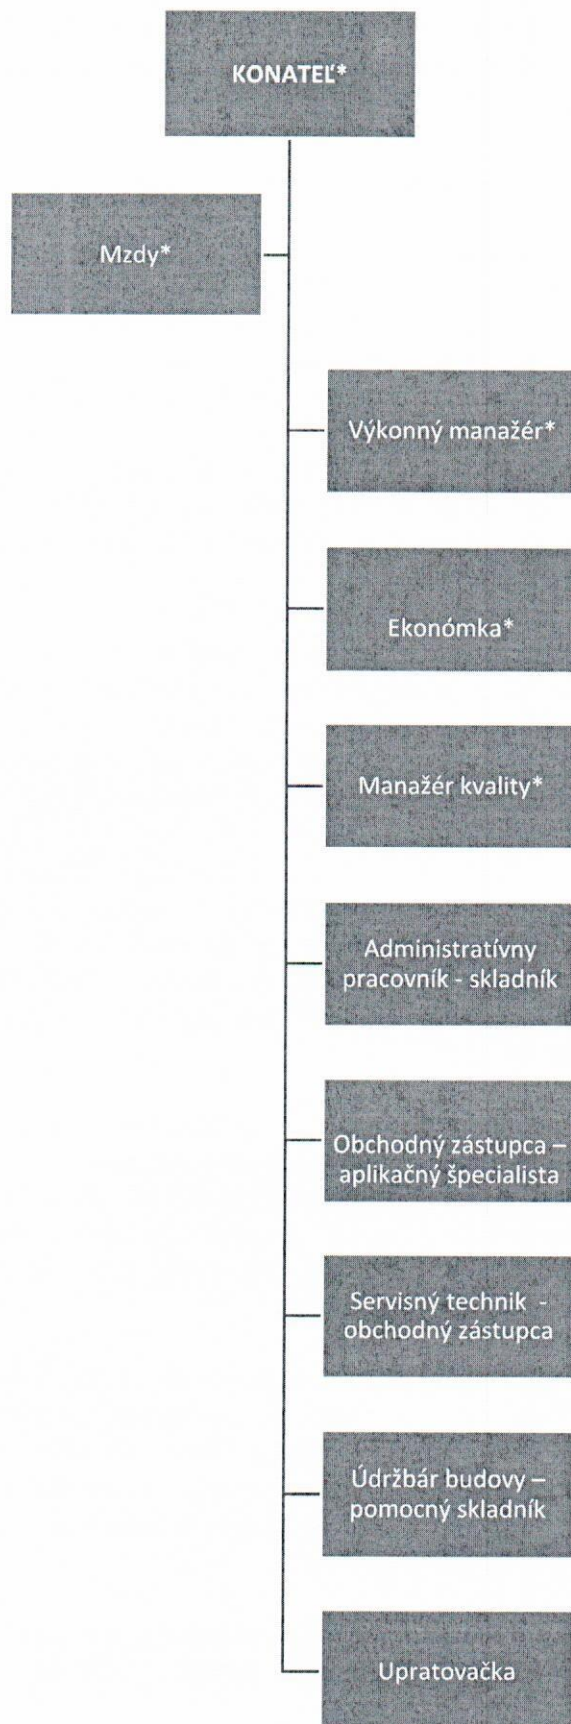 KONATEĽ*
Mzdy*
Výkonný manažér*
Ekonómka*
Manažér kvality*
Administratívny
pracovník - skladník
Obchodný zástupca –
aplikačný špecialista
Servisný technik -
obchodný zástupca
Údržbár budovy –
pomocný skladník
Upratovačka